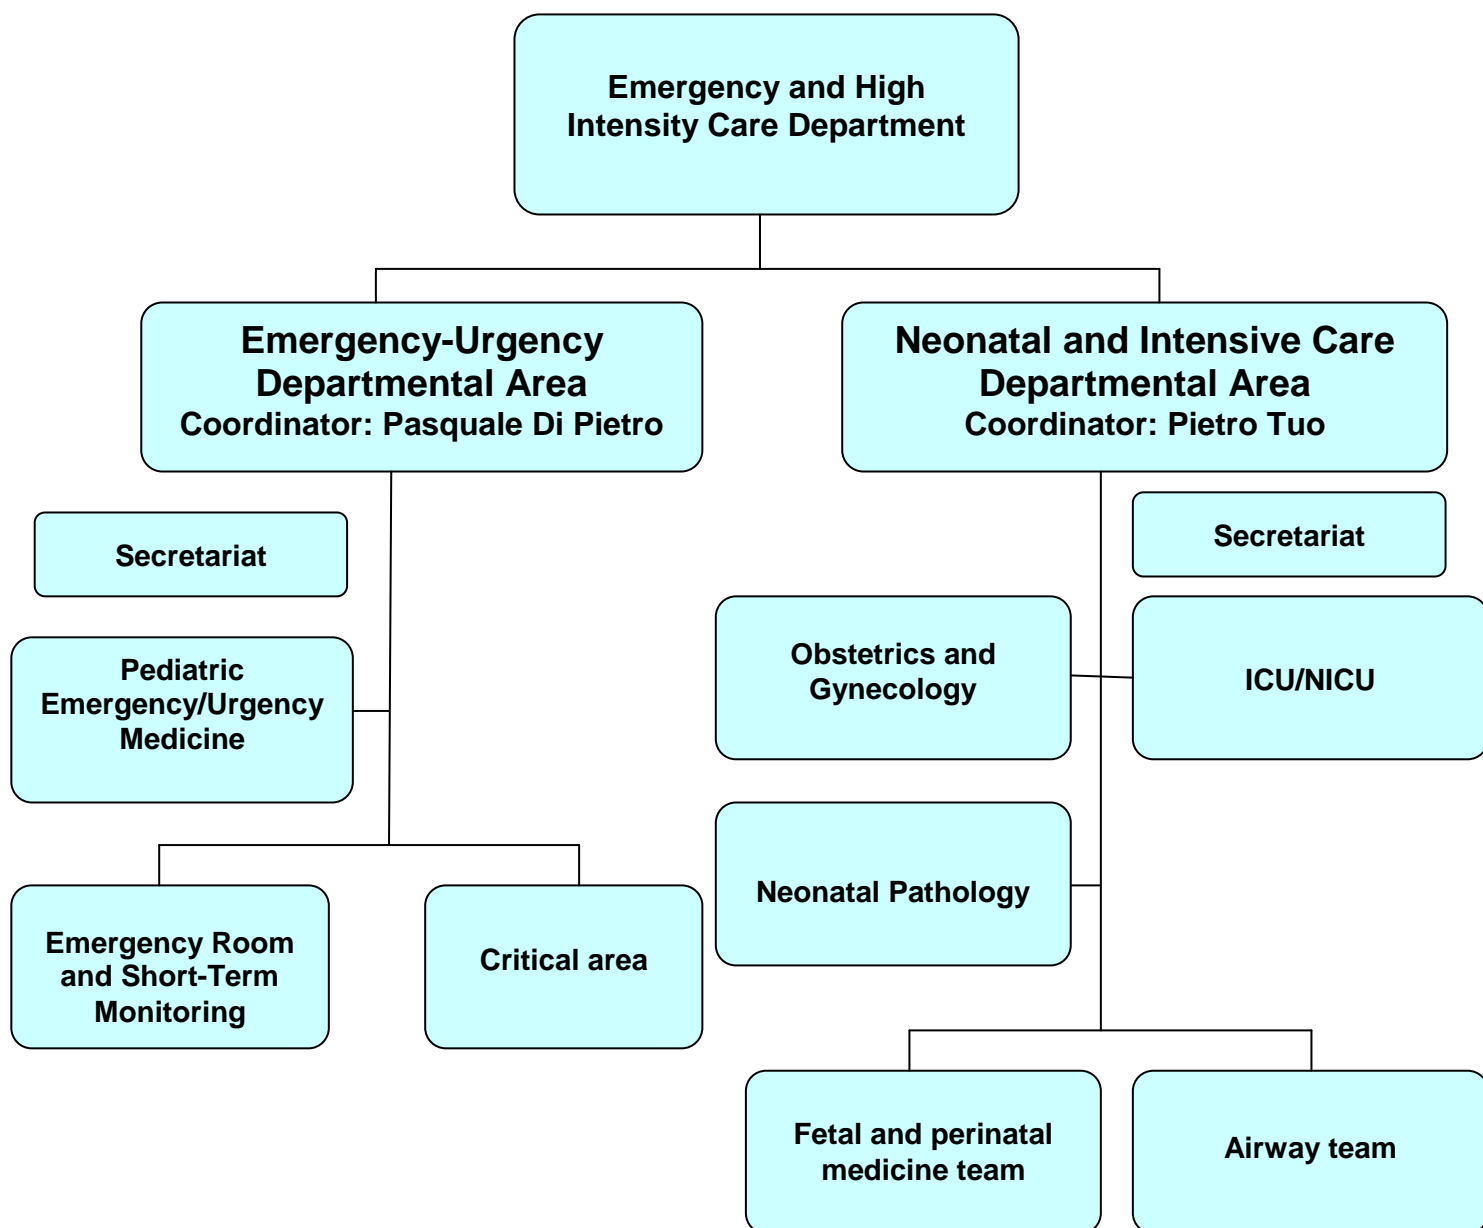 Emergency and High
Intensity Care Department
Emergency-Urgency
Departmental Area
Coordinator: Pasquale Di Pietro
Neonatal and Intensive Care
Departmental Area
Coordinator: Pietro Tuo
Secretariat
Secretariat
Pediatric
Emergency/Urgency
Medicine
Obstetrics and
Gynecology
ICU/NICU
Emergency Room
and Short-Term
Monitoring
Critical area
Neonatal Pathology
Fetal and perinatal
medicine team
Airway team